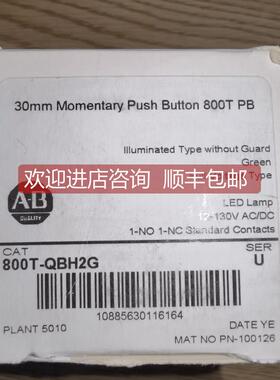 30mm Momentary Push Button 800T PB
Illuminated Type without Guard
Green
Type
欢迎进店咨询 顺丰包邮
A-B
QUALITY
LED Lamp
12-130V AC/DC
1-NO 1-NC Standard Contacts
CAT
SER
800T-QBH2G
U
10885630116164
PLANT 5010
DATE YE
MAT NO PN-100126